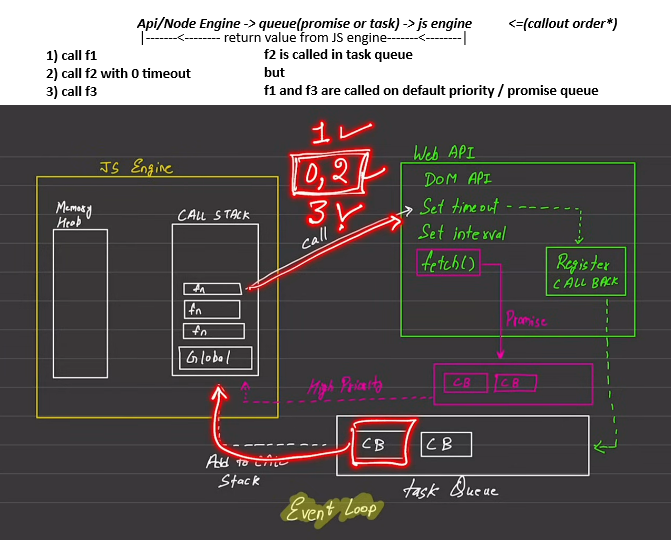 Api/Node Engine -> queue(promise or task) -> js engine <=(callout order*)
|-------<-------- return value from JS engine-------<--------|
1) call f1 f2 is called in task queue
2) call f2 with 0 timeout but
3) call f3 f1 and f3 are called on default priority / promise queue
1
0,2
3
call
JS Engine
Memory
Heap
CALL STACK
fn
fn
fn
Global
Web API
DOM API
Set timeout
Set interval
fetch()
Register
CALL BACK
Promise
High Priority
CB CB
CB CB
Add to CALL
Stack
task Queue
Event Loop